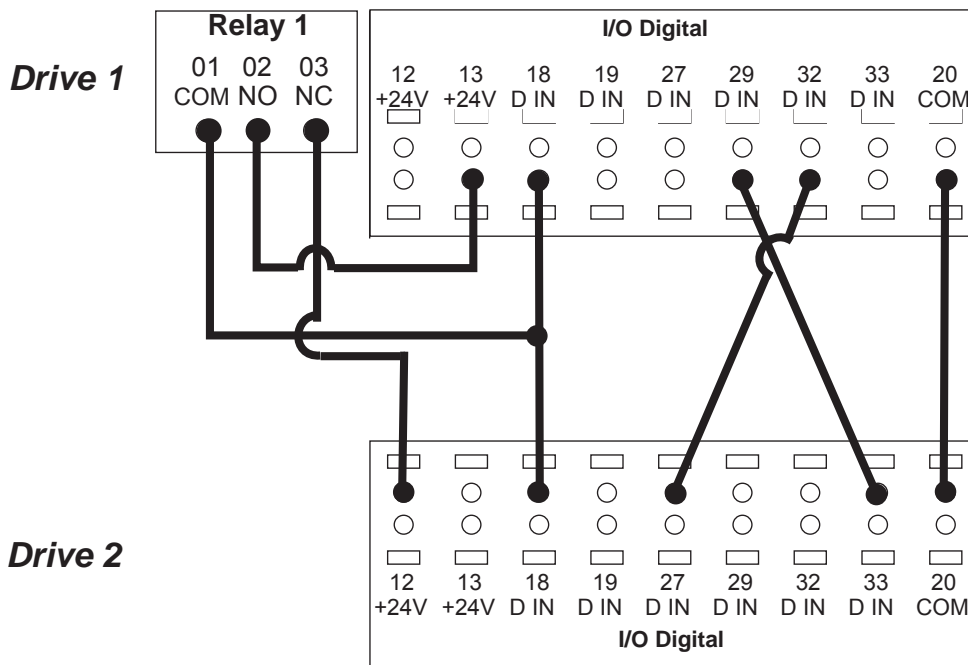 Relay 1
I/O Digital
Drive 1
01 02 03
COM NO NC
12 13 18 19 27 29 32 33 20
+24V +24V D IN D IN D IN D IN D IN D IN COM
Drive 2
12 13 18 19 27 29 32 33 20
+24V +24V D IN D IN D IN D IN D IN D IN COM
I/O Digital